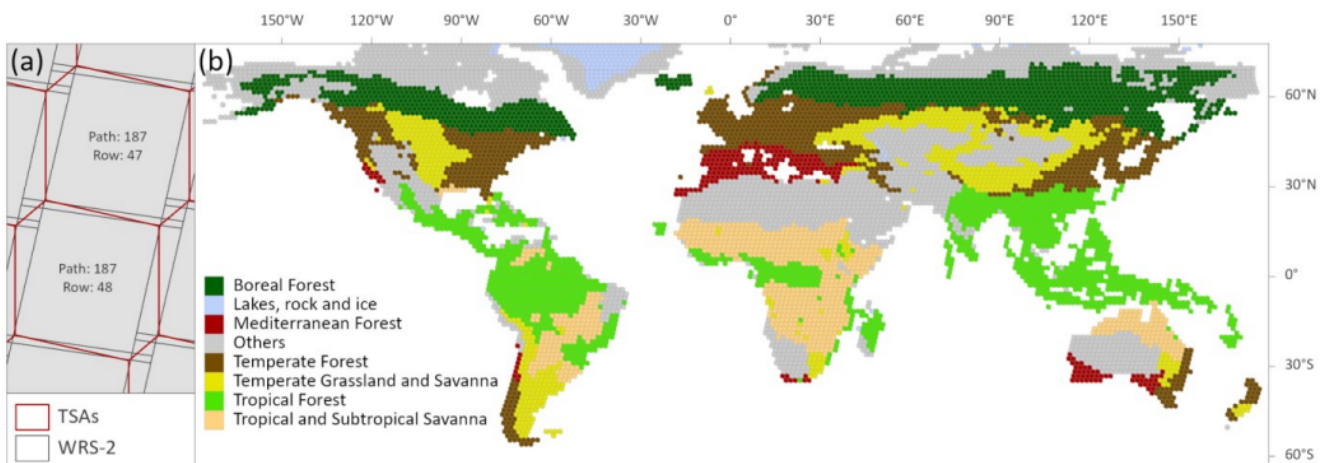 150°W 120°W 90°W 60°W 30°W 0° 30°E 60°E 90°E 120°E 150°E
(a)
Path: 187
Row: 47
Path: 187
Row: 48
TSAs
WRS-2
(b)
Boreal Forest
Lakes, rock and ice
Mediterranean Forest
Others
Temperate Forest
Temperate Grassland and Savanna
Tropical Forest
Tropical and Subtropical Savanna
60°N
30°N
0°
30°S
60°S